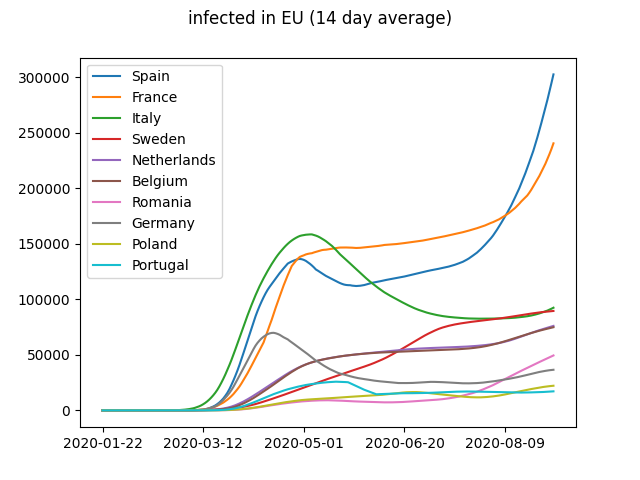 infected in EU (14 day average)
300000
250000
200000
150000
100000
50000
0
Spain
France
Italy
Sweden
Netherlands
Belgium
Romania
Germany
Poland
Portugal
2020-01-22 2020-03-12 2020-05-01 2020-06-20 2020-08-09